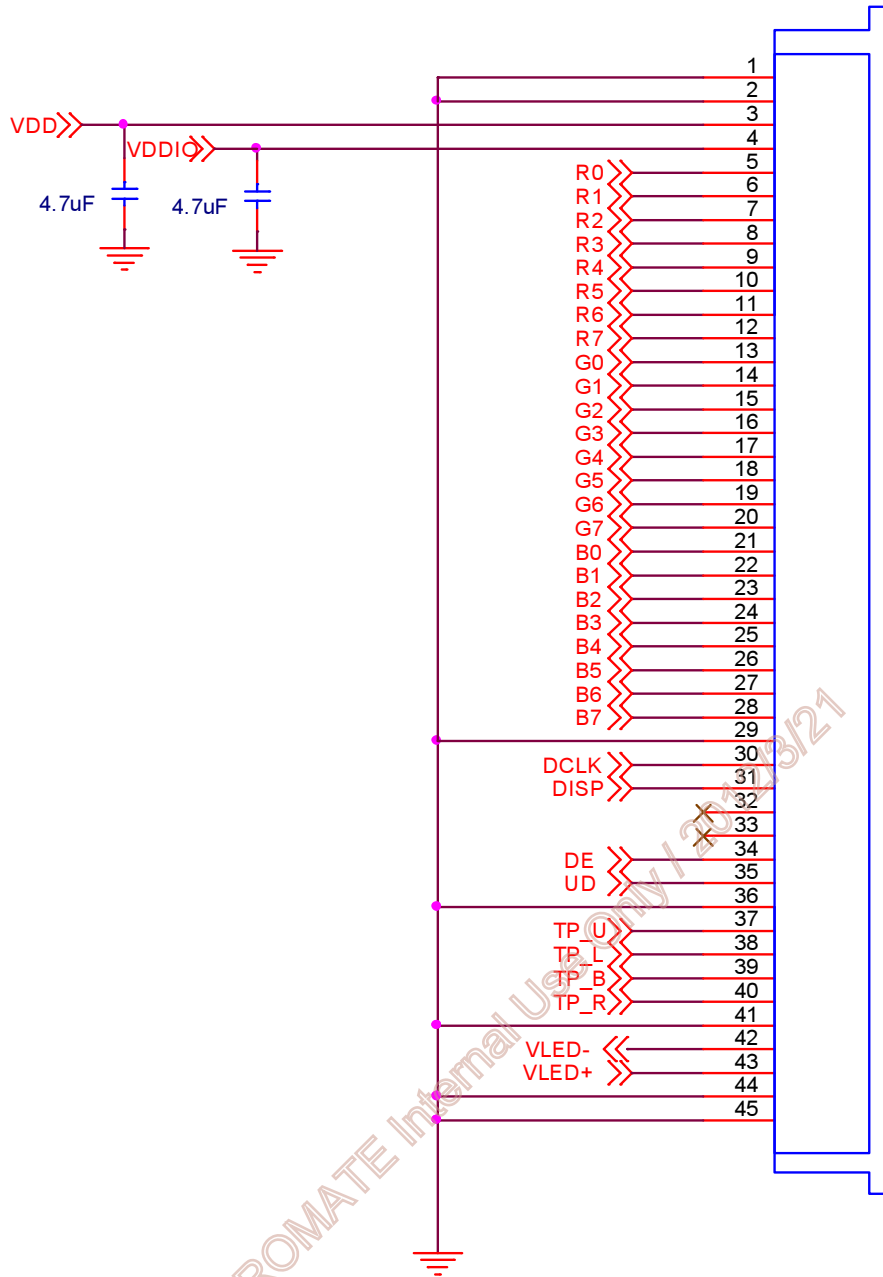 1
2
VDD 3
VDDIO 4
4.7uF 4.7uF
R0 5
R1 6
R2 7
R3 8
R4 9
R5 10
R6 11
R7 12
G0 13
G1 14
G2 15
G3 16
G4 17
G5 18
G6 19
G7 20
B0 21
B1 22
B2 23
B3 24
B4 25
B5 26
B6 27
B7 28
29
DCLK 30
DISP 31
32
33
DE 34
UD 35
36
TP_U 37
TP_L 38
TP_B 39
TP_R 40
41
VLED- 42
VLED+ 43
44
45
ROMATE Internal Use Only / 2012/3/21